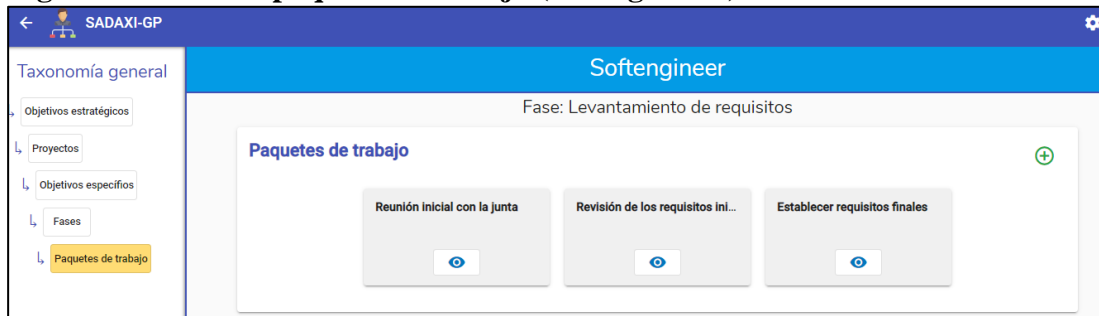 SADAXI-GP
Taxonomía general
Objetivos estratégicos
Proyectos
Objetivos específios
Fases
Paquetes de trabajo
Softengineer
Fase: Levantamiento de requisitos
Paquetes de trabajo
Reunión inicial con la junta
Revisión de los requisitos ini...
Establecer requisitos finales